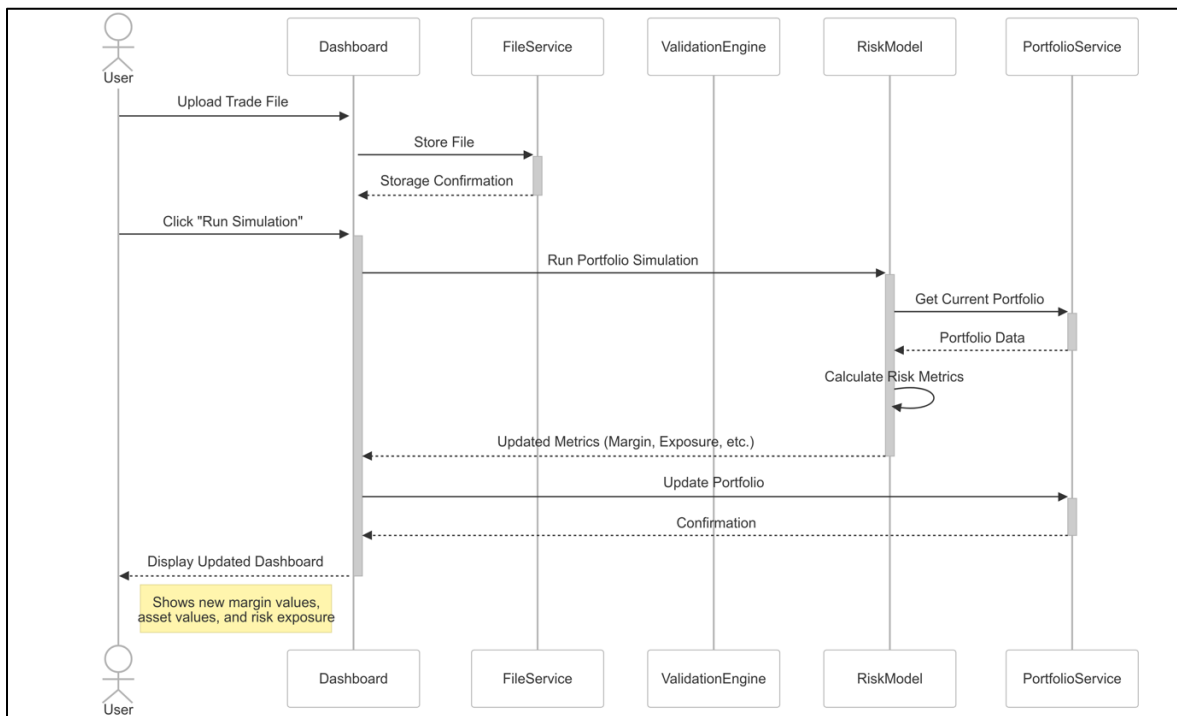 Dashboard
FileService
ValidationEngine
RiskModel
PortfolioService
User
Upload Trade File
Store File
Storage Confirmation
Click "Run Simulation"
Run Portfolio Simulation
Get Current Portfolio
Portfolio Data
Calculate Risk Metrics
Updated Metrics (Margin, Exposure, etc.)
Update Portfolio
Confirmation
Display Updated Dashboard
Shows new margin values,
asset values, and risk exposure
Dashboard
FileService
ValidationEngine
RiskModel
PortfolioService
User